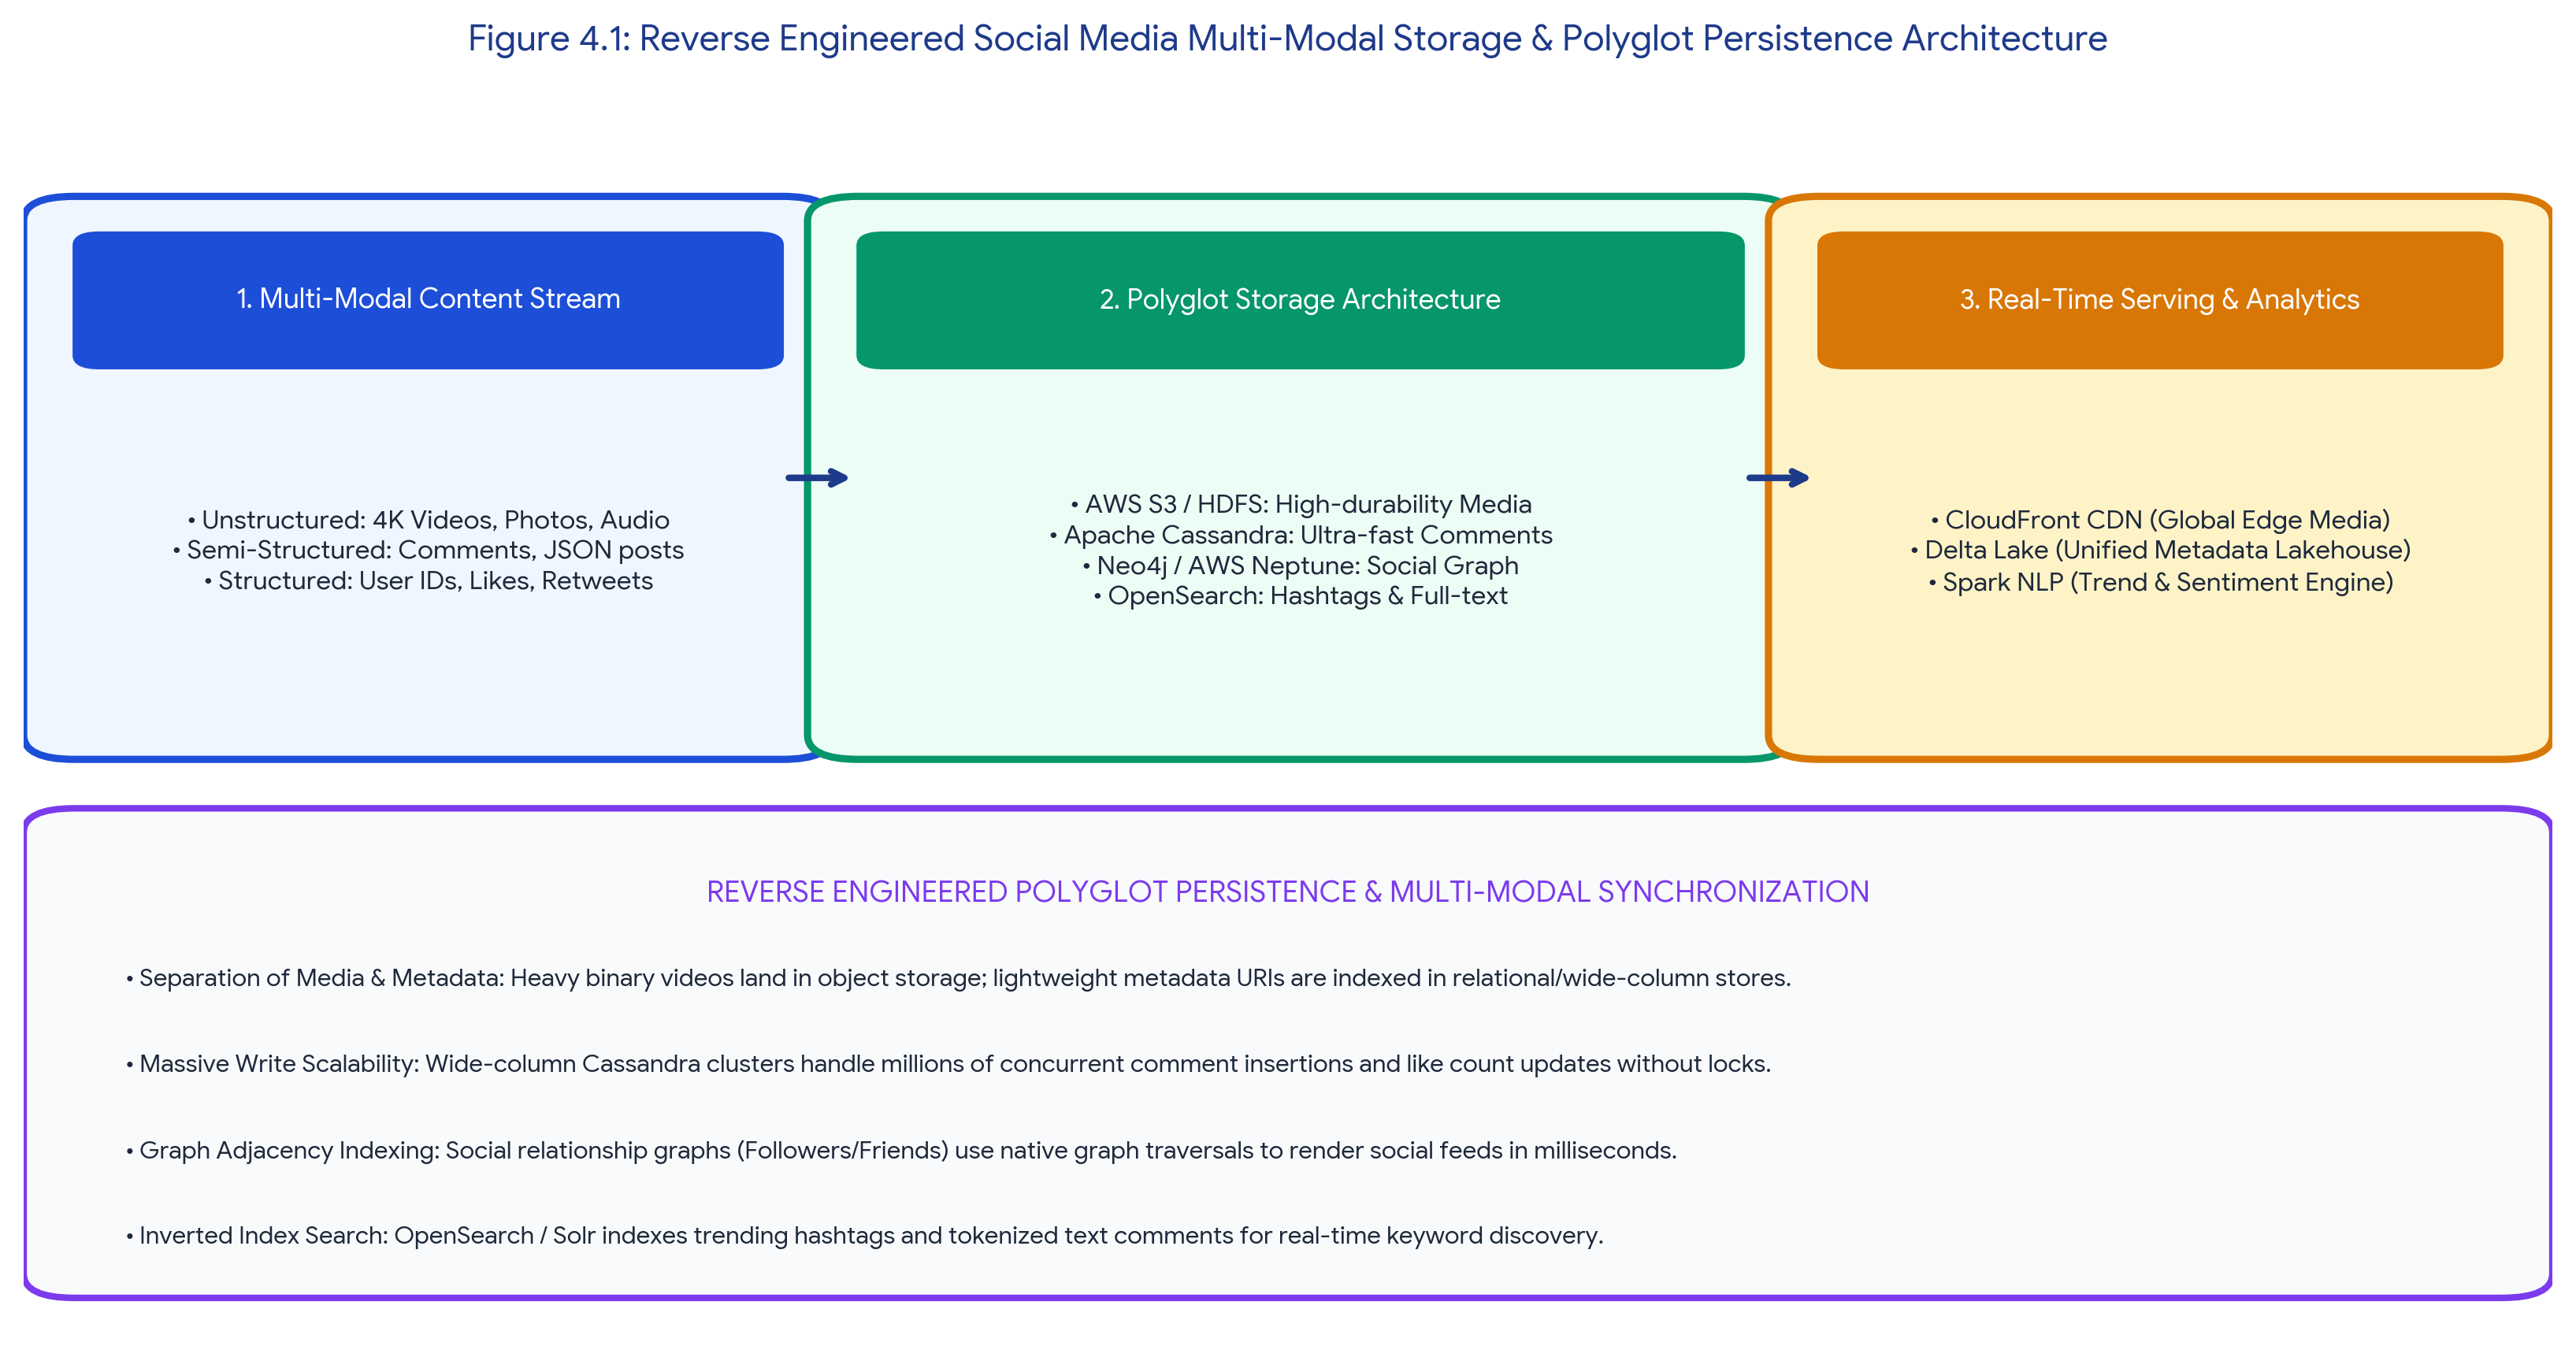 Figure 4.1: Reverse Engineered Social Media Multi-Modal Storage & Polyglot Persistence Architecture
1. Multi-Modal Content Stream
• Unstructured: 4K Videos, Photos, Audio
• Semi-Structured: Comments, JSON posts
• Structured: User IDs, Likes, Retweets
2. Polyglot Storage Architecture
• AWS S3 / HDFS: High-durability Media
• Apache Cassandra: Ultra-fast Comments
• Neo4j / AWS Neptune: Social Graph
• OpenSearch: Hashtags & Full-text
3. Real-Time Serving & Analytics
• CloudFront CDN (Global Edge Media)
• Delta Lake (Unified Metadata Lakehouse)
• Spark NLP (Trend & Sentiment Engine)
REVERSE ENGINEERED POLYGLOT PERSISTENCE & MULTI-MODAL SYNCHRONIZATION
• Separation of Media & Metadata: Heavy binary videos land in object storage; lightweight metadata URIs are indexed in relational/wide-column stores.
• Massive Write Scalability: Wide-column Cassandra clusters handle millions of concurrent comment insertions and like count updates without locks.
• Graph Adjacency Indexing: Social relationship graphs (Followers/Friends) use native graph traversals to render social feeds in milliseconds.
• Inverted Index Search: OpenSearch / Solr indexes trending hashtags and tokenized text comments for real-time keyword discovery.